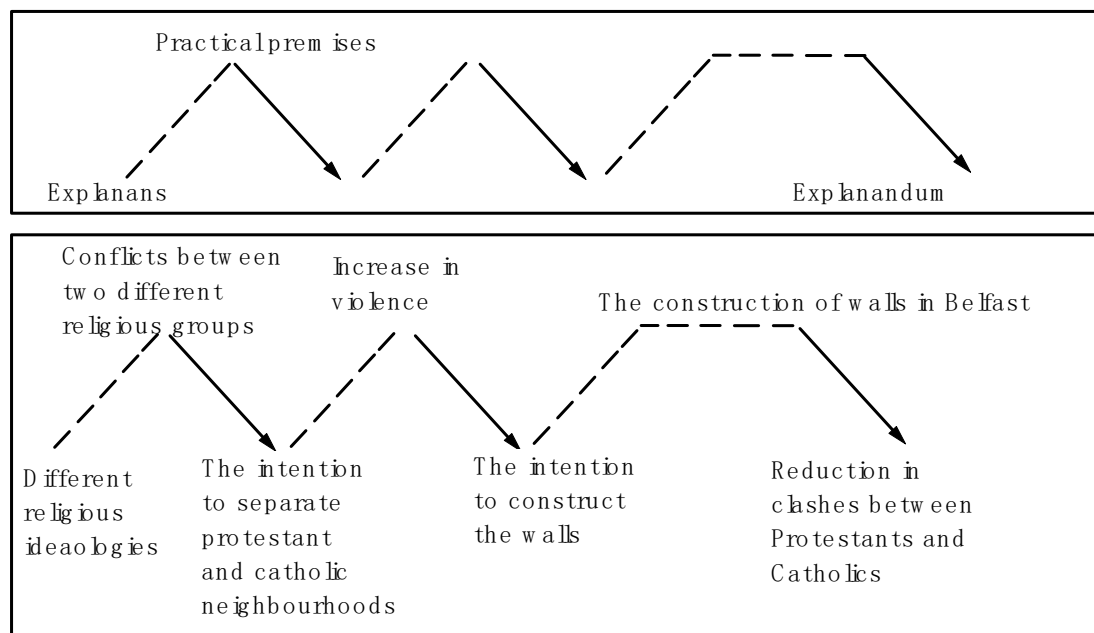 Practical premises
Explanans
Explanandum
Conflicts between
two different
religious groups
Increase in
violence
The construction of walls in Belfast
Different
religious
ideaologies
The intention
to separate
protestant
and catholic
neighbourhoods
The intention
to construct
the walls
Reduction in
clashes between
Protestants and
Catholics